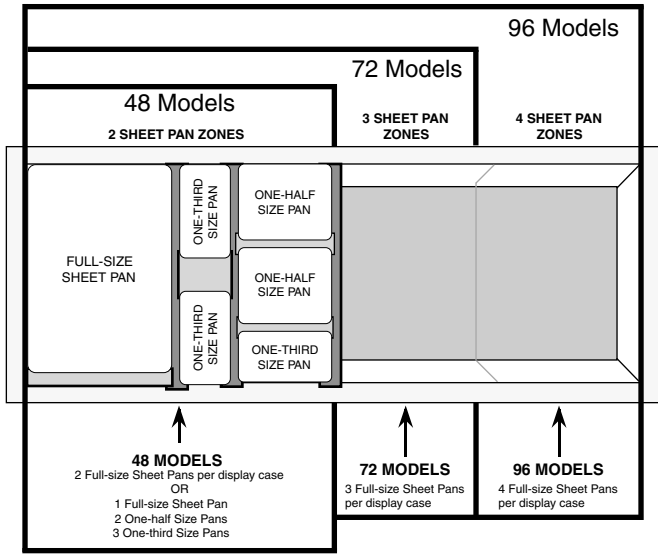 96 Models
72 Models
48 Models
2 SHEET PAN ZONES
3 SHEET PAN
ZONES
4 SHEET PAN
ZONES
FULL-SIZE
SHEET PAN
ONE-THIRD
SIZE PAN
ONE-THIRD
SIZE PAN
ONE-HALF
SIZE PAN
ONE-HALF
SIZE PAN
ONE-THIRD
SIZE PAN
48 MODELS
2 Full-size Sheet Pans per display case
OR
1 Full-size Sheet Pan
2 One-half Size Pans
3 One-third Size Pans
72 MODELS
3 Full-size Sheet Pans
per display case
96 MODELS
4 Full-size Sheet Pans
per display case